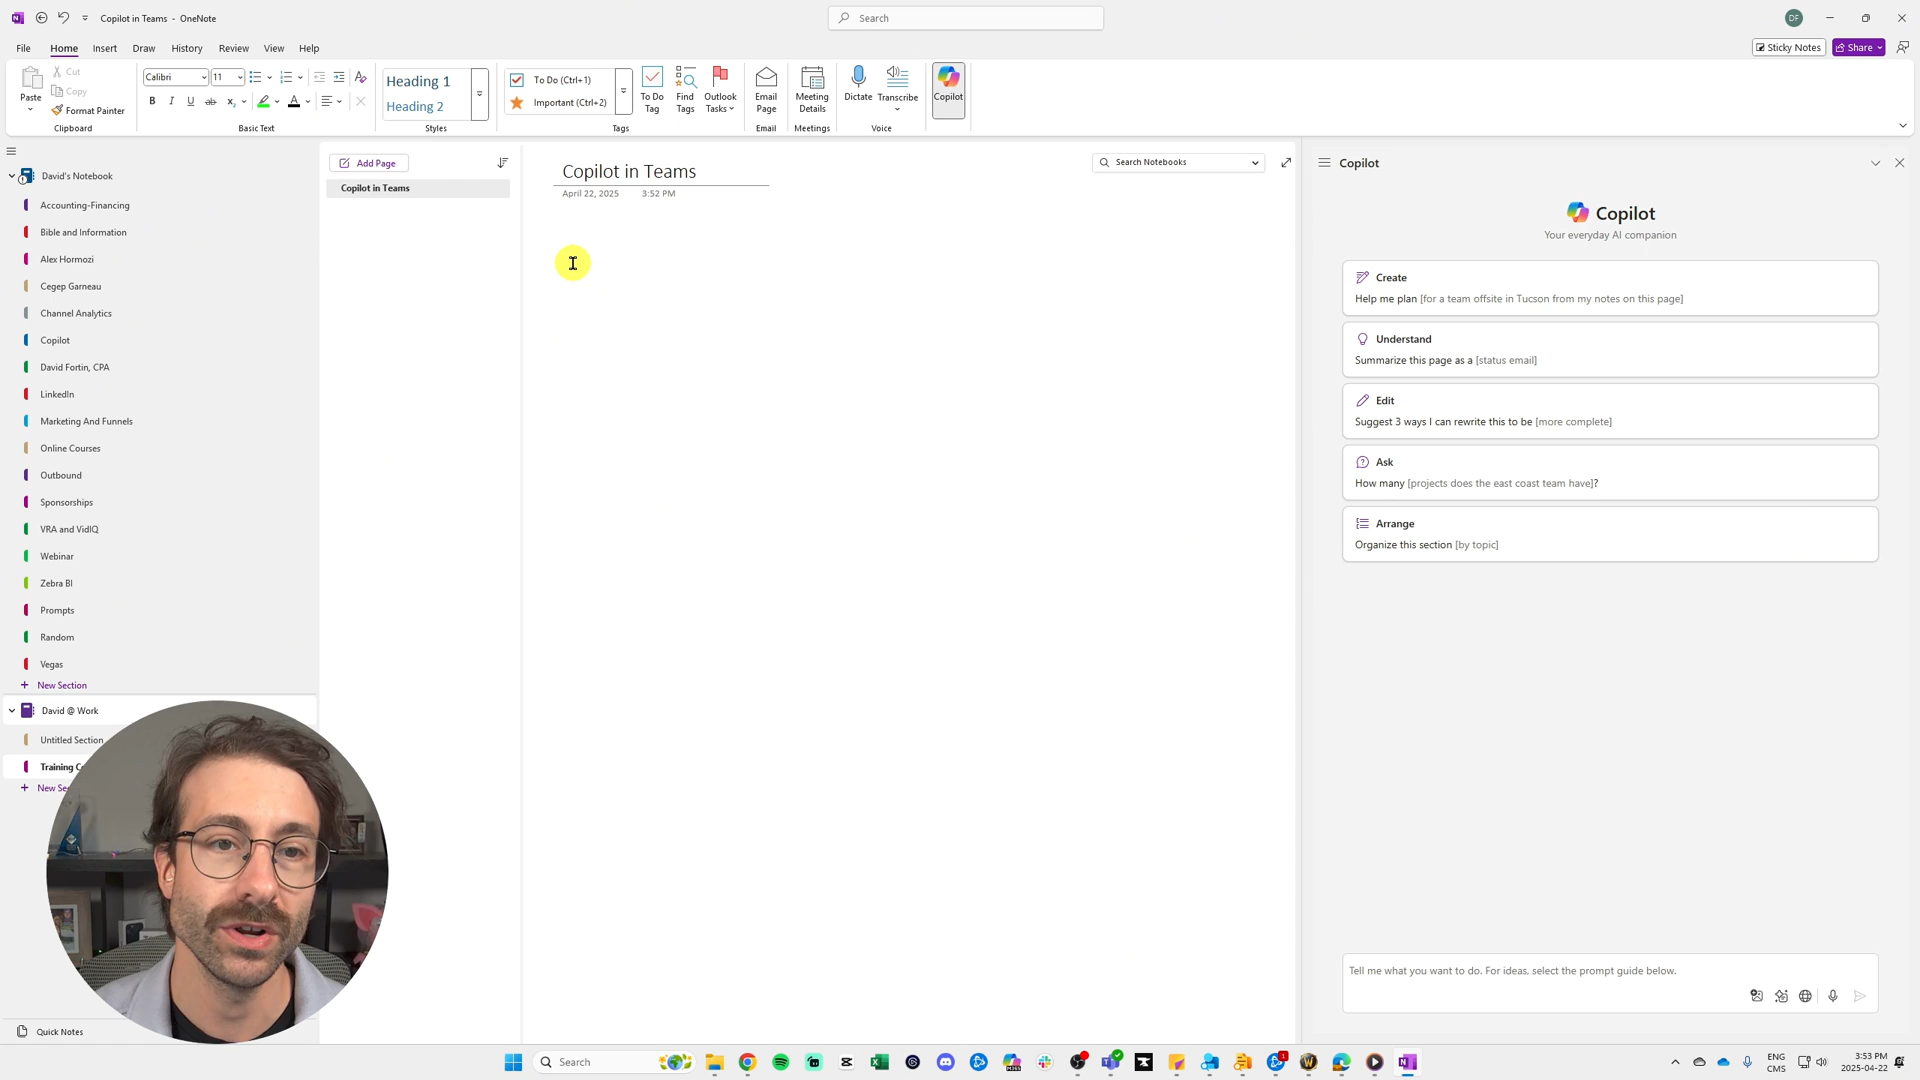 Copilot in Teams - OneNote
Search
DF
File Home Insert Draw History Review View Help
Sticky Notes
Share
Paste
Cut
Copy
Format Painter
Clipboard
Calibri 11
Basic Text
Heading 1
Heading 2
Styles
To Do (Ctrl+1)
Important (Ctrl+2)
To Do Tag
Find Tags
Outlook Tasks
Tags
Email Page
Email
Meeting Details
Meetings
Dictate
Transcribe
Voice
Copilot
David's Notebook
Accounting-Financing
Bible and Information
Alex Hormozi
Cegep Garneau
Channel Analytics
Copilot
David Fortin, CPA
LinkedIn
Marketing And Funnels
Online Courses
Outbound
Sponsorships
VRA and VidIQ
Webinar
Zebra BI
Prompts
Random
Vegas
New Section
David @ Work
Untitled Section
Training
New
Quick Notes
Add Page
Copilot in Teams
Copilot in Teams
April 22, 2025 3:52 PM
Search Notebooks
Copilot
Copilot
Your everyday AI companion
Create
Help me plan [for a team offsite in Tucson from my notes on this page]
Understand
Summarize this page as a [status email]
Edit
Suggest 3 ways I can rewrite this to be [more complete]
Ask
How many [projects does the east coast team have]?
Arrange
Organize this section [by topic]
Tell me what you want to do. For ideas, select the prompt guide below.
Search
ENG
CMS
3:53 PM
2025-04-22